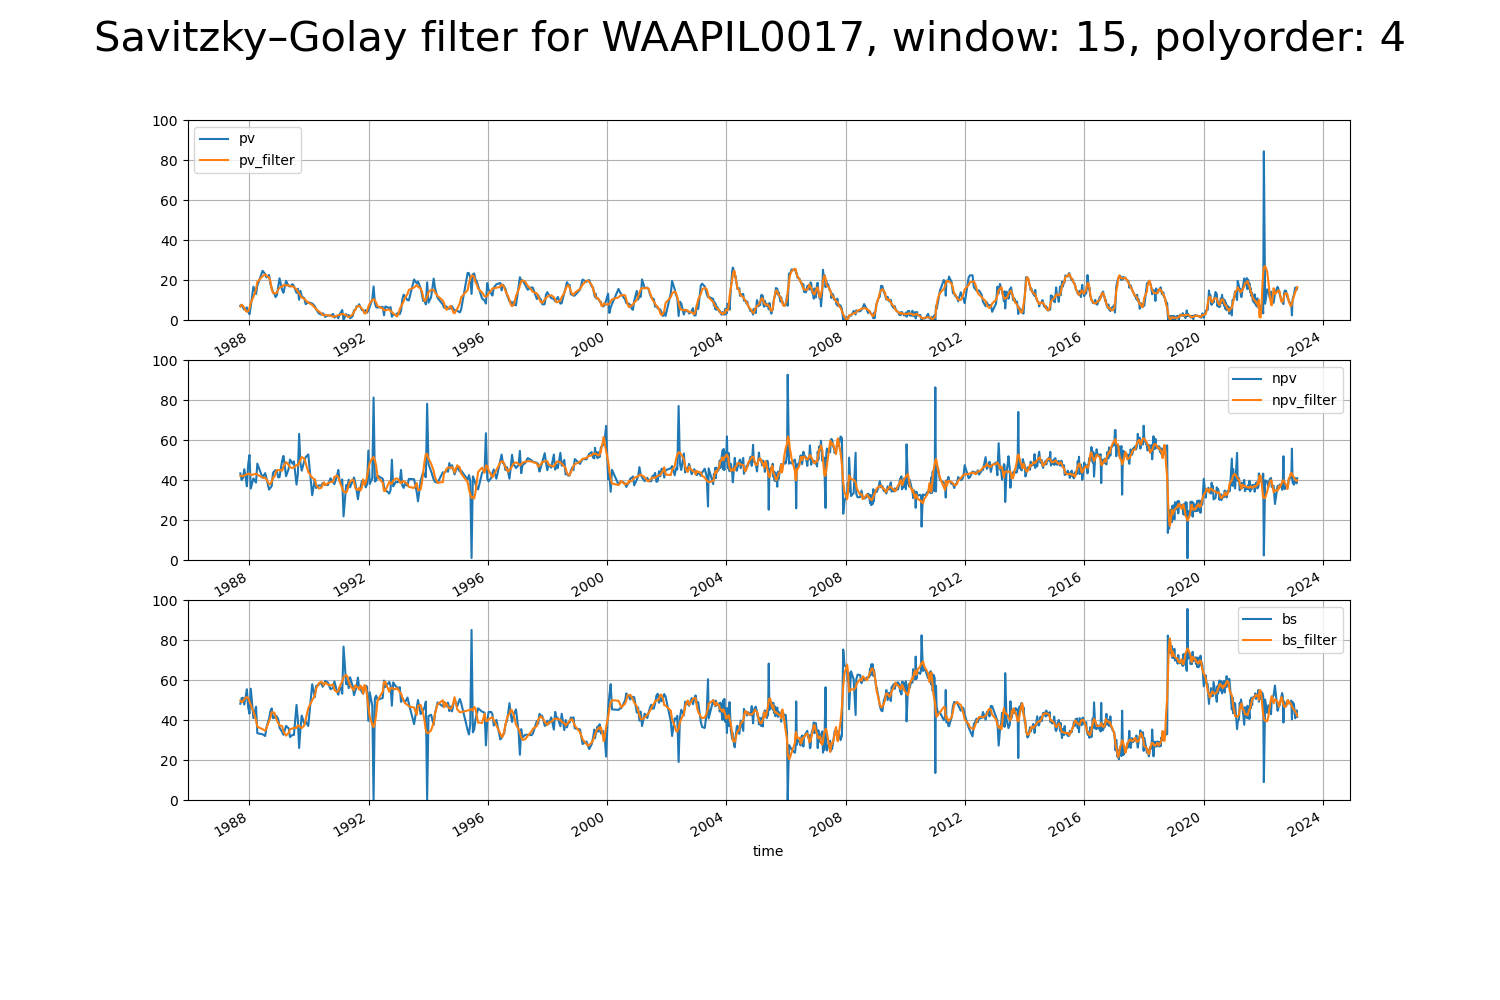 Savitzky–Golay filter for WAAPIL0017, window: 15, polyorder: 4
100
80
60
40
20
0
pv
pv_filter
1988 1992 1996 2000 2004 2008 2012 2016 2020 2024
100
80
60
40
20
0
npv
npv_filter
1988 1992 1996 2000 2004 2008 2012 2016 2020 2024
100
80
60
40
20
0
bs
bs_filter
1988 1992 1996 2000 2004 2008 2012 2016 2020 2024
time